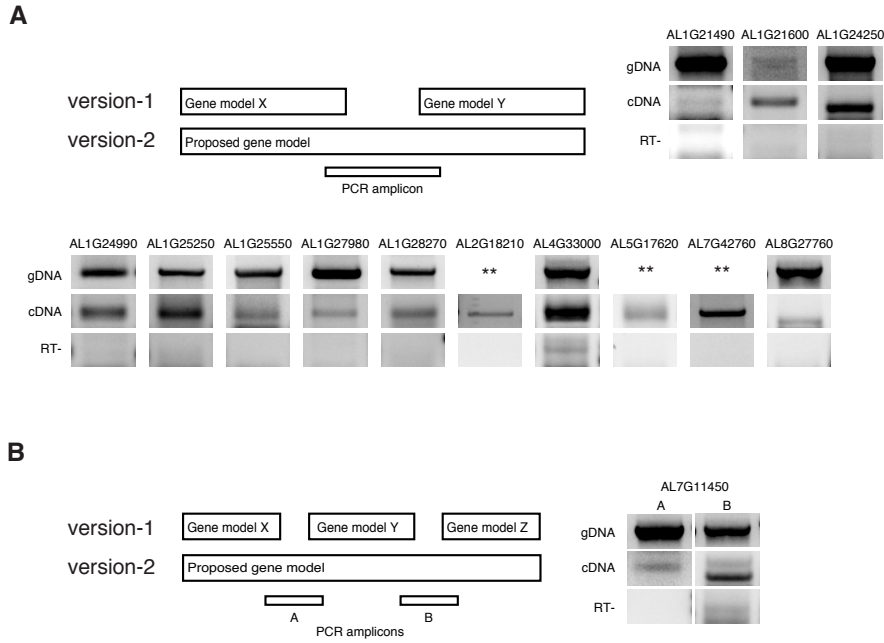 A
AL1G21490 AL1G21600 AL1G24250
gDNA
cDNA
RT-
version-1
Gene model X
Gene model Y
version-2
Proposed gene model
PCR amplicon
AL1G24990 AL1G25250 AL1G25550 AL1G27980 AL1G28270 AL2G18210 AL4G33000 AL5G17620 AL7G42760 AL8G27760
gDNA ** ** **
cDNA
RT-
B
version-1
Gene model X
Gene model Y
Gene model Z
version-2
Proposed gene model
A B
PCR amplicons
AL7G11450
A B
gDNA
cDNA
RT-